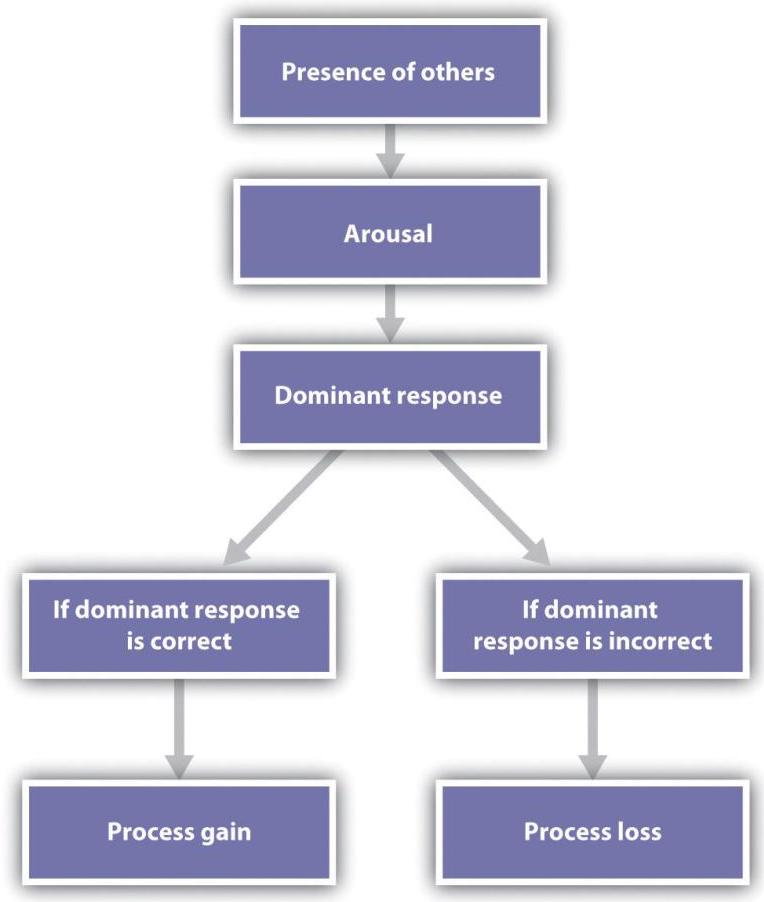 Presence of others
Arousal
Dominant response
If dominant response
is correct
If dominant
response is incorrect
Process gain
Process loss